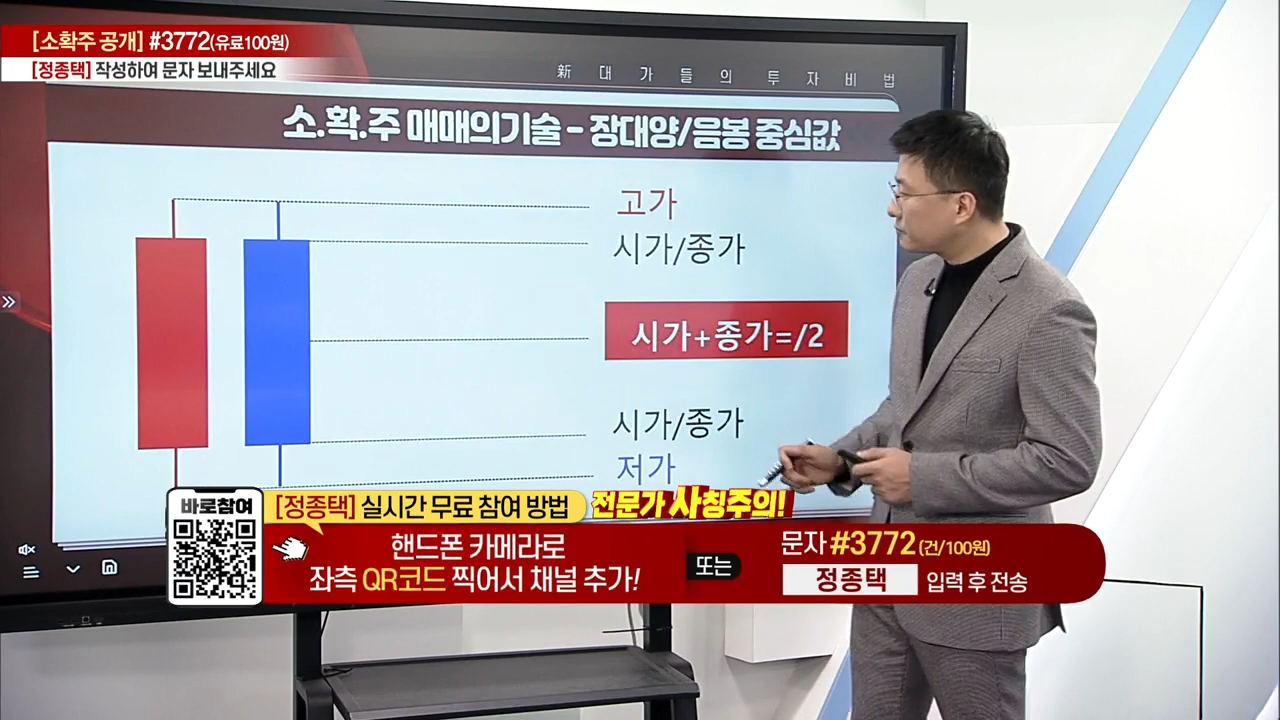 [소확주 공개] #3772(유료100원)
[정종택] 작성하여 문자 보내주세요
新 대 가 들 의 투 자 비 법
소.확.주 매매의기술 - 장대양/음봉 중심값
고가
시가/종가
시가+종가=/2
시가/종가
저가
바로참여
[정종택] 실시간 무료 참여 방법
전문가 사칭주의!
핸드폰 카메라로
좌측 QR코드 찍어서 채널 추가!
또는
문자 #3772 (건/100원)
정종택 입력 후 전송